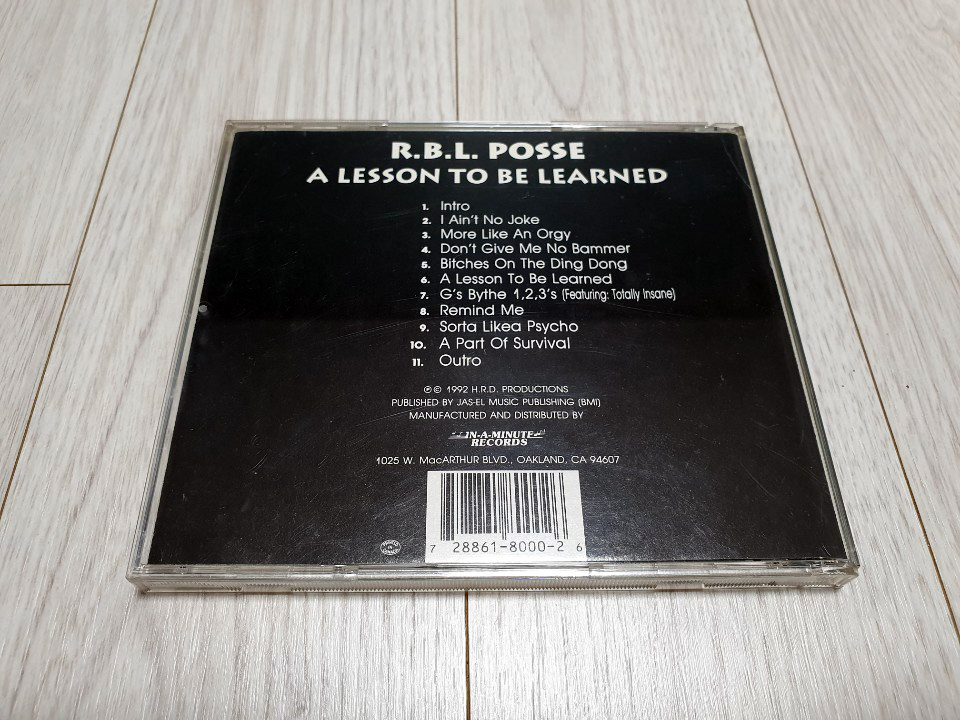 R.B.L. POSSE
A LESSON TO BE LEARNED
1. Intro
2. I Ain't No Joke
3. More Like An Orgy
4. Don't Give Me No Bammer
5. Bitches On The Ding Dong
6. A Lesson To Be Learned
7. G's Bythe 1,2,3's (Featuring: Totally Insane)
8. Remind Me
9. Sorta Likea Psycho
10. A Part Of Survival
11. Outro
℗© 1992 H.R.D. PRODUCTIONS
PUBLISHED BY JAS-EL MUSIC PUBLISHING (BMI)
MANUFACTURED AND DISTRIBUTED BY
IN-A-MINUTE
RECORDS
1025 W. MacARTHUR BLVD., OAKLAND, CA 94607
7 28861-8000-2 6